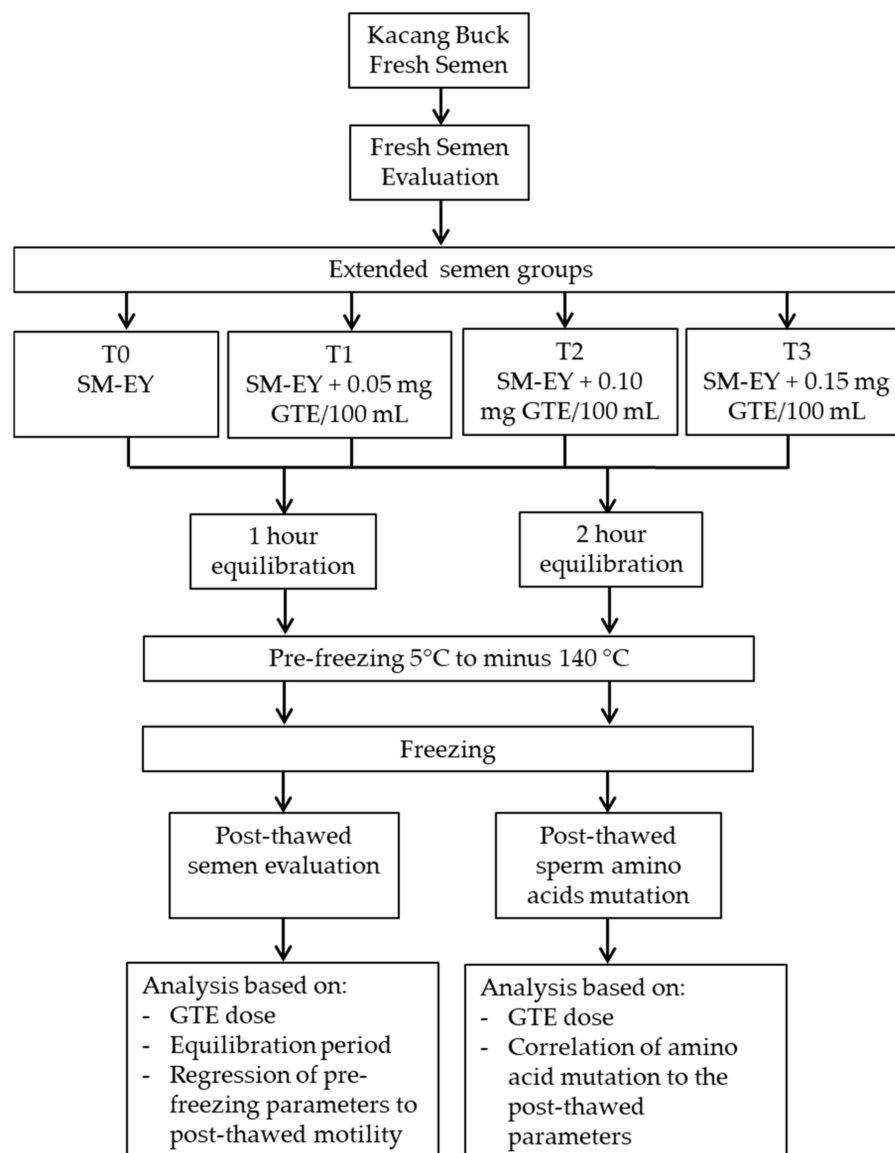 Kacang Buck
Fresh Semen
Fresh Semen
Evaluation
Extended semen groups
T0
SM-EY
T1
SM-EY + 0.05 mg
GTE/100 mL
T2
SM-EY + 0.10
mg GTE/100 mL
T3
SM-EY + 0.15 mg
GTE/100 mL
1 hour
equilibration
2 hour
equilibration
Pre-freezing 5°C to minus 140 °C
Freezing
Post-thawed
semen evaluation
Post-thawed
sperm amino
acids mutation
Analysis based on:
- GTE dose
- Equilibration period
- Regression of pre-
freezing parameters to
post-thawed motility
Analysis based on:
- GTE dose
- Correlation of amino
acid mutation to the
post-thawed
parameters